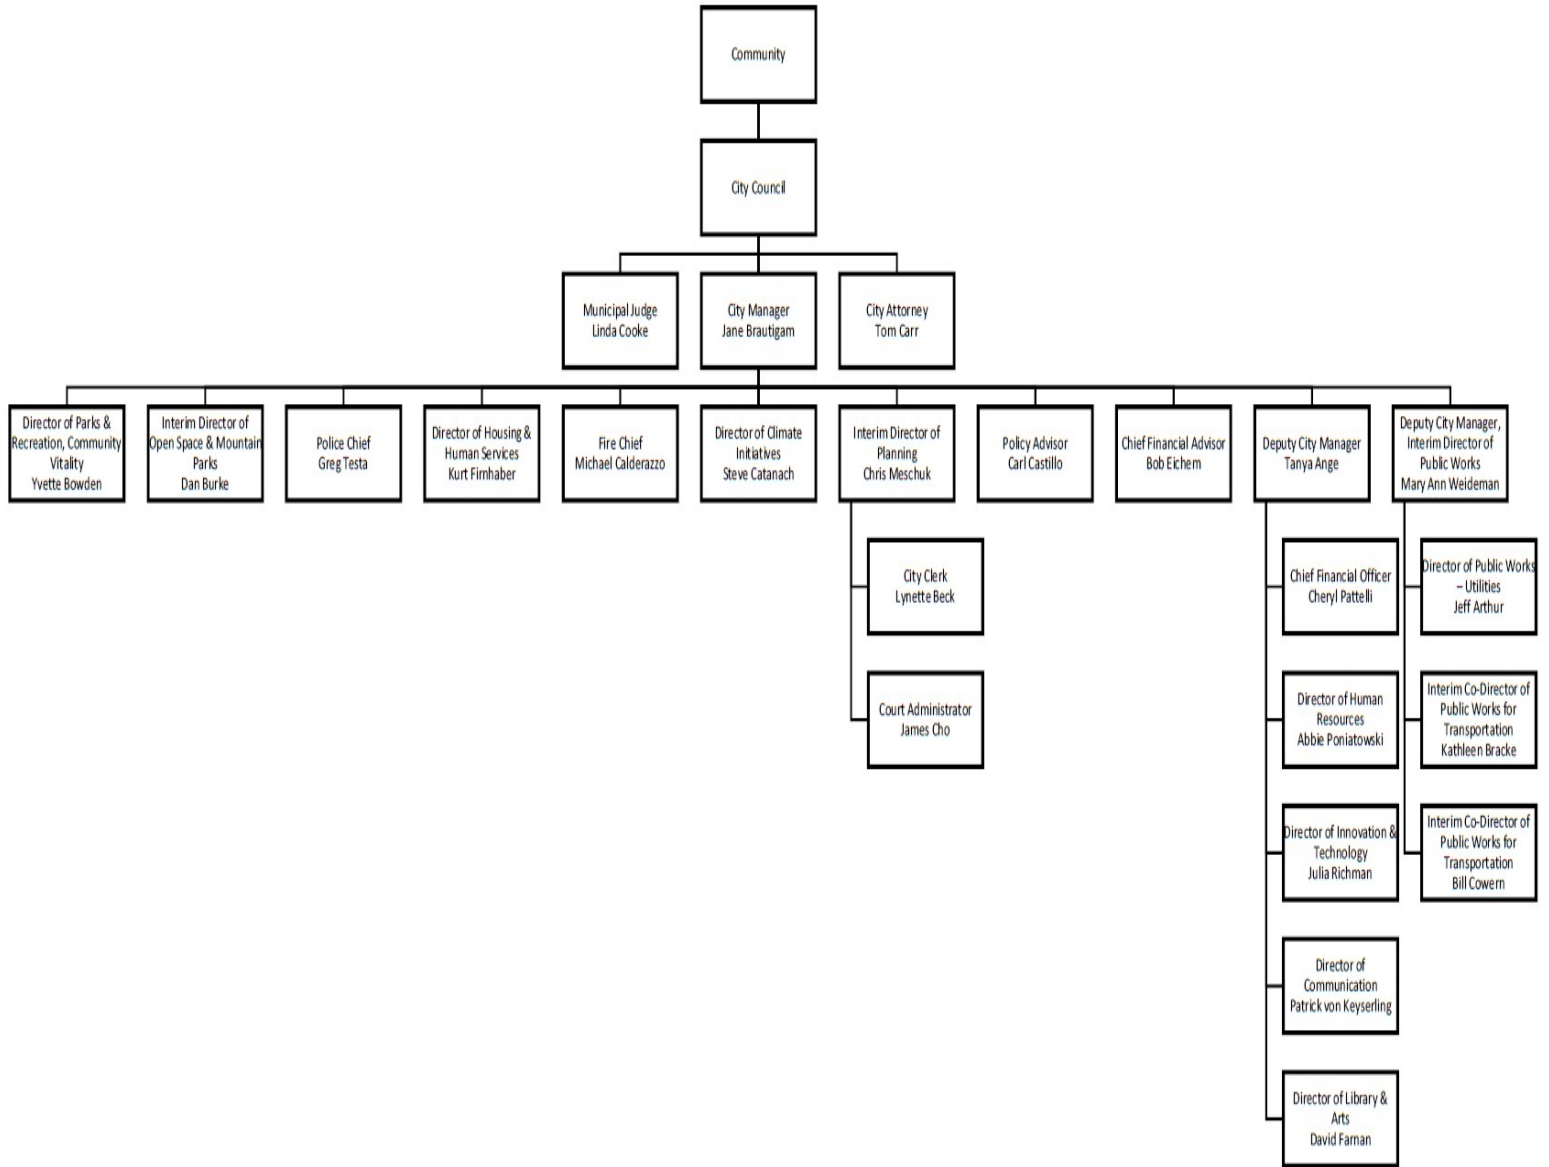 Community
City Council
Municipal Judge
Linda Cooke
City Manager
Jane Brautigam
City Attorney
Tom Carr
Director of Parks &
Recreation, Community
Vitality
Yvette Bowden
Interim Director of
Open Space & Mountain
Parks
Dan Burke
Police Chief
Greg Testa
Director of Housing &
Human Services
Kurt Firnhaber
Fire Chief
Michael Calderazzo
Director of Climate
Initiatives
Steve Catanach
Interim Director of
Planning
Chris Meschuk
Policy Advisor
Carl Castillo
Chief Financial Advisor
Bob Eichem
Deputy City Manager
Tanya Ange
Deputy City Manager,
Interim Director of
Public Works
Mary Ann Weideman
City Clerk
Lynette Beck
Court Administrator
James Cho
Chief Financial Officer
Cheryl Pattelli
Director of Human
Resources
Abbie Poniatowski
Director of Innovation &
Technology
Julia Richman
Director of
Communication
Patrick von Keyserling
Director of Library &
Arts
David Farnan
Director of Public Works
– Utilities
Jeff Arthur
Interim Co-Director of
Public Works for
Transportation
Kathleen Bracke
Interim Co-Director of
Public Works for
Transportation
Bill Cowern